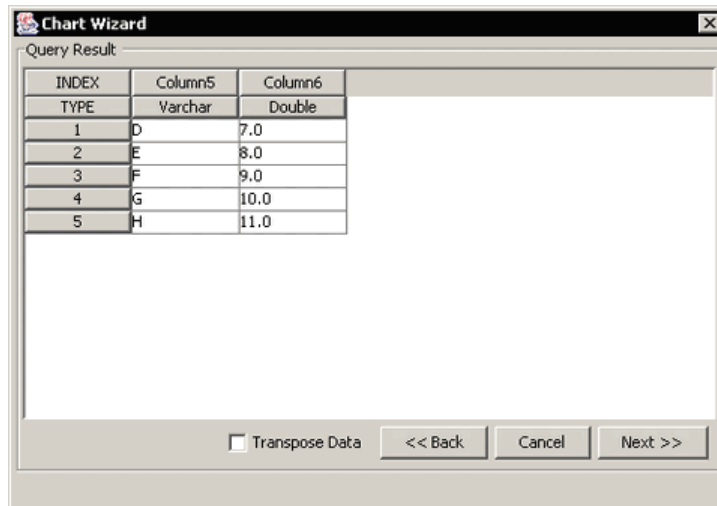 Chart Wizard
Query Result
INDEX Column5 Column6
TYPE Varchar Double
1 D 7.0
2 E 8.0
3 F 9.0
4 G 10.0
5 H 11.0
Transpose Data << Back Cancel Next >>